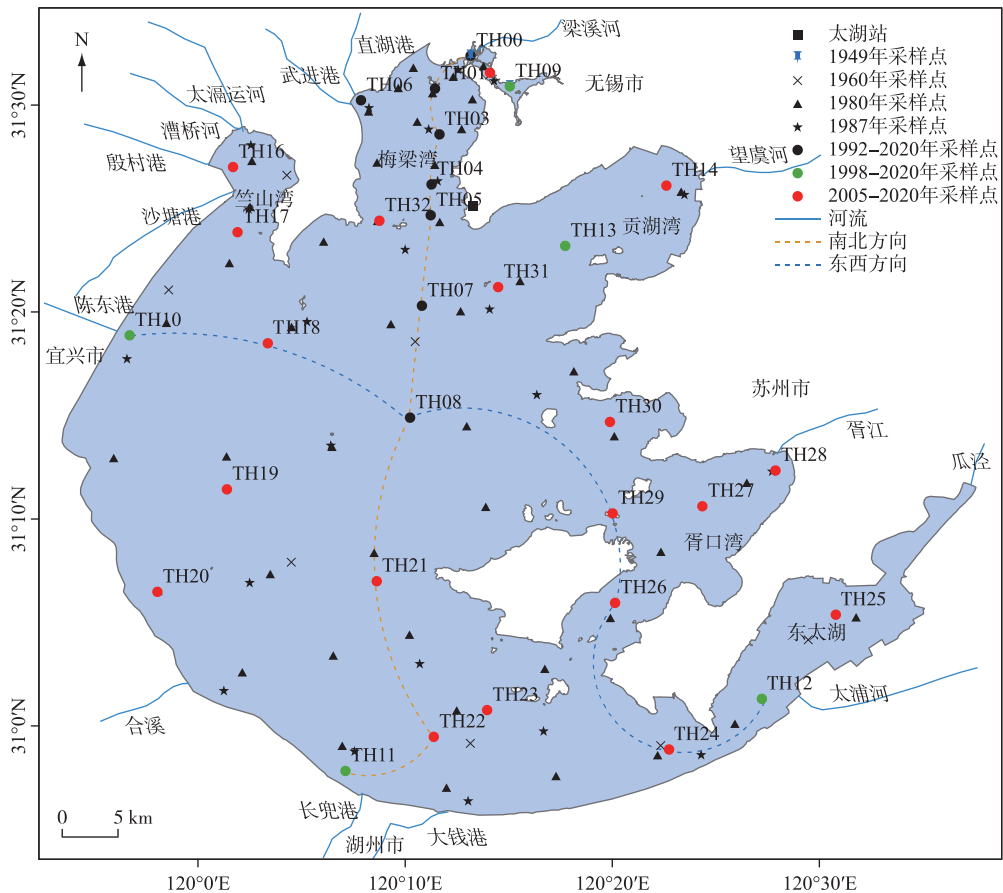 N
直湖港
TH00
梁溪河
武进港
TH01
TH09
无锡市
TH06
太滆运河
TH03
漕桥河
TH16
殷村港
梅梁湾
TH04
TH14
望虞河
竺山湾
TH05
沙塘港
TH17
TH32
贡湖湾
TH13
TH31
陈东港
TH07
TH10
TH18
宜兴市
TH08
苏州市
TH30
胥江
TH28
瓜泾
TH19
TH29
TH27
胥口湾
TH21
TH20
TH26
TH25
东太湖
TH12
太浦河
TH23
合溪
TH22
TH24
TH11
长兜港
大钱港
湖州市
0 5 km
太湖站
1949年采样点
1960年采样点
1980年采样点
1987年采样点
1992–2020年采样点
1998–2020年采样点
2005–2020年采样点
河流
南北方向
东西方向
31°30′N
31°20′N
31°10′N
31°0′N
120°0′E
120°10′E
120°20′E
120°30′E